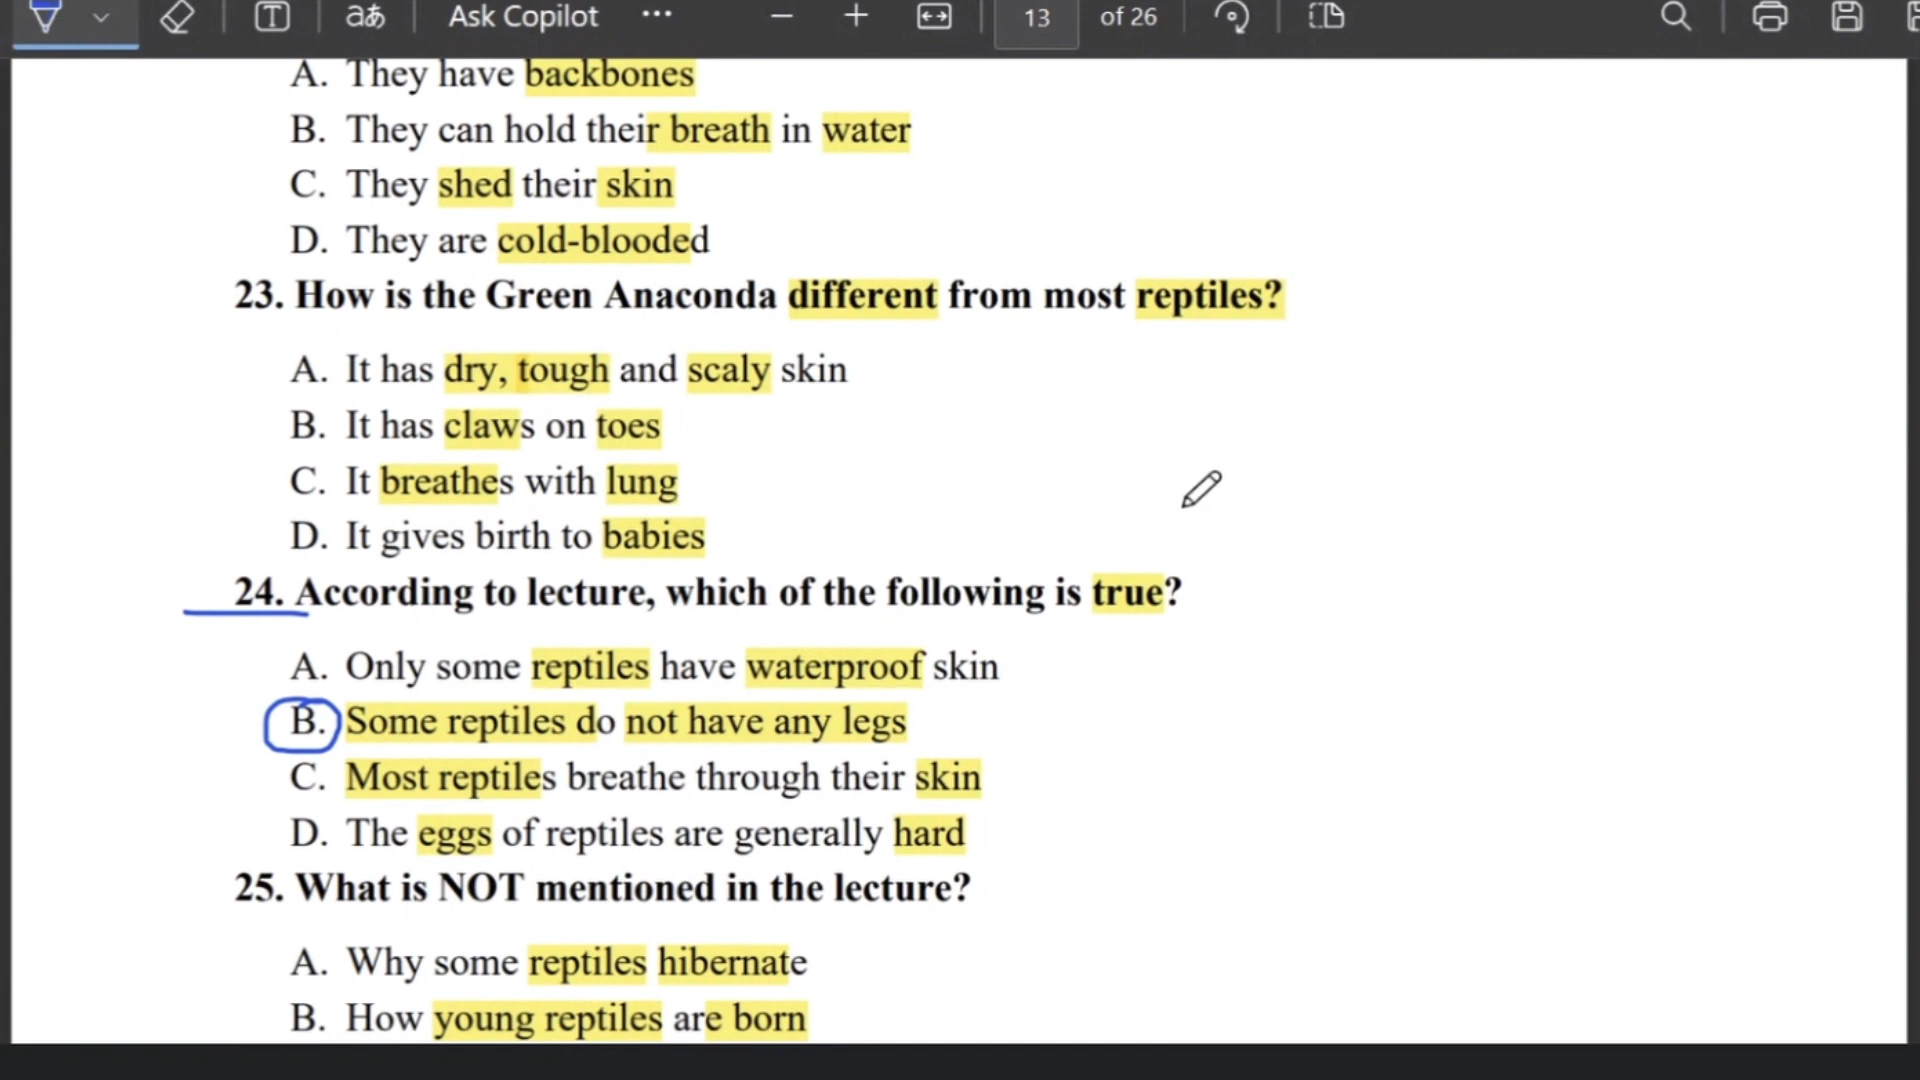 aあ Ask Copilot ... − + 13 of 26
A. They have backbones
B. They can hold their breath in water
C. They shed their skin
D. They are cold-blooded
23. How is the Green Anaconda different from most reptiles?
A. It has dry, tough and scaly skin
B. It has claws on toes
C. It breathes with lung
D. It gives birth to babies
24. According to lecture, which of the following is true?
A. Only some reptiles have waterproof skin
B. Some reptiles do not have any legs
C. Most reptiles breathe through their skin
D. The eggs of reptiles are generally hard
25. What is NOT mentioned in the lecture?
A. Why some reptiles hibernate
B. How young reptiles are born